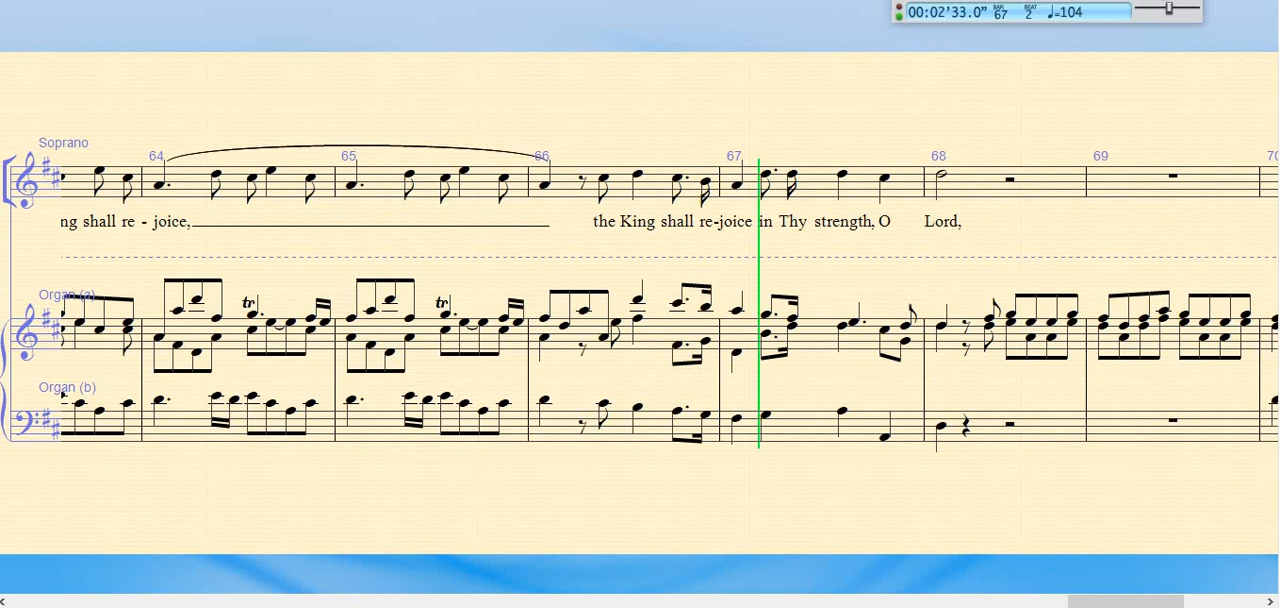 00:02'33.0" BAR 67 BEAT 2 ♩=104
Soprano
64 65 66 67 68 69 70
ng shall re - joice, the King shall re-joice in Thy strength, O Lord,
Organ (a)
tr tr
Organ (b)